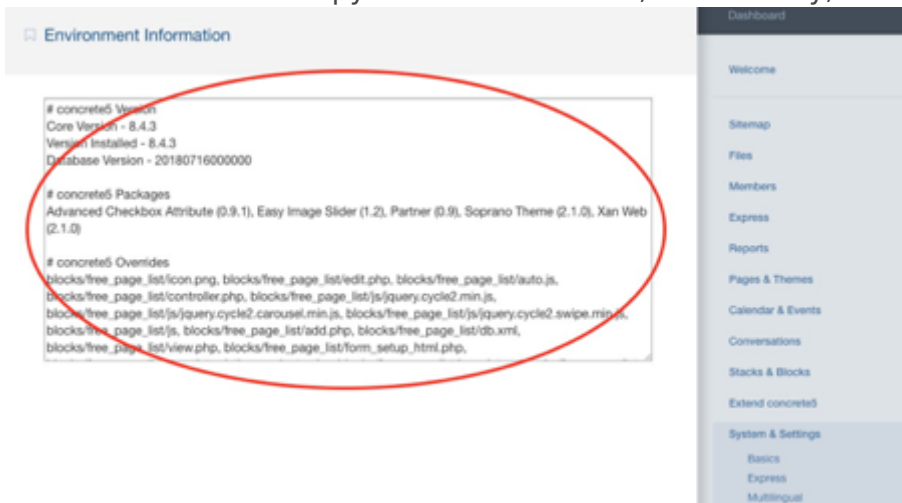 Environment Information
# concrete5 Version
Core Version - 8.4.3
Version Installed - 8.4.3
Database Version - 20180716000000
# concrete5 Packages
Advanced Checkbox Attribute (0.9.1), Easy Image Slider (1.2), Partner (0.9), Soprano Theme (2.1.0), Xan Web
(2.1.0)
# concrete5 Overrides
blocks/free_page_list/icon.png, blocks/free_page_list/edit.php, blocks/free_page_list/auto.js,
blocks/free_page_list/controller.php, blocks/free_page_list/js/jquery.cycle2.min.js,
blocks/free_page_list/js/jquery.cycle2.carousel.min.js, blocks/free_page_list/js/jquery.cycle2.swipe.min.js,
blocks/free_page_list/js, blocks/free_page_list/add.php, blocks/free_page_list/db.xml,
blocks/free_page_list/view.php, blocks/free_page_list/form_setup_html.php,
Dashboard
Welcome
Sitemap
Files
Members
Express
Reports
Pages & Themes
Calendar & Events
Conversations
Stacks & Blocks
Extend concrete5
System & Settings
Basics
Express
Multilingual